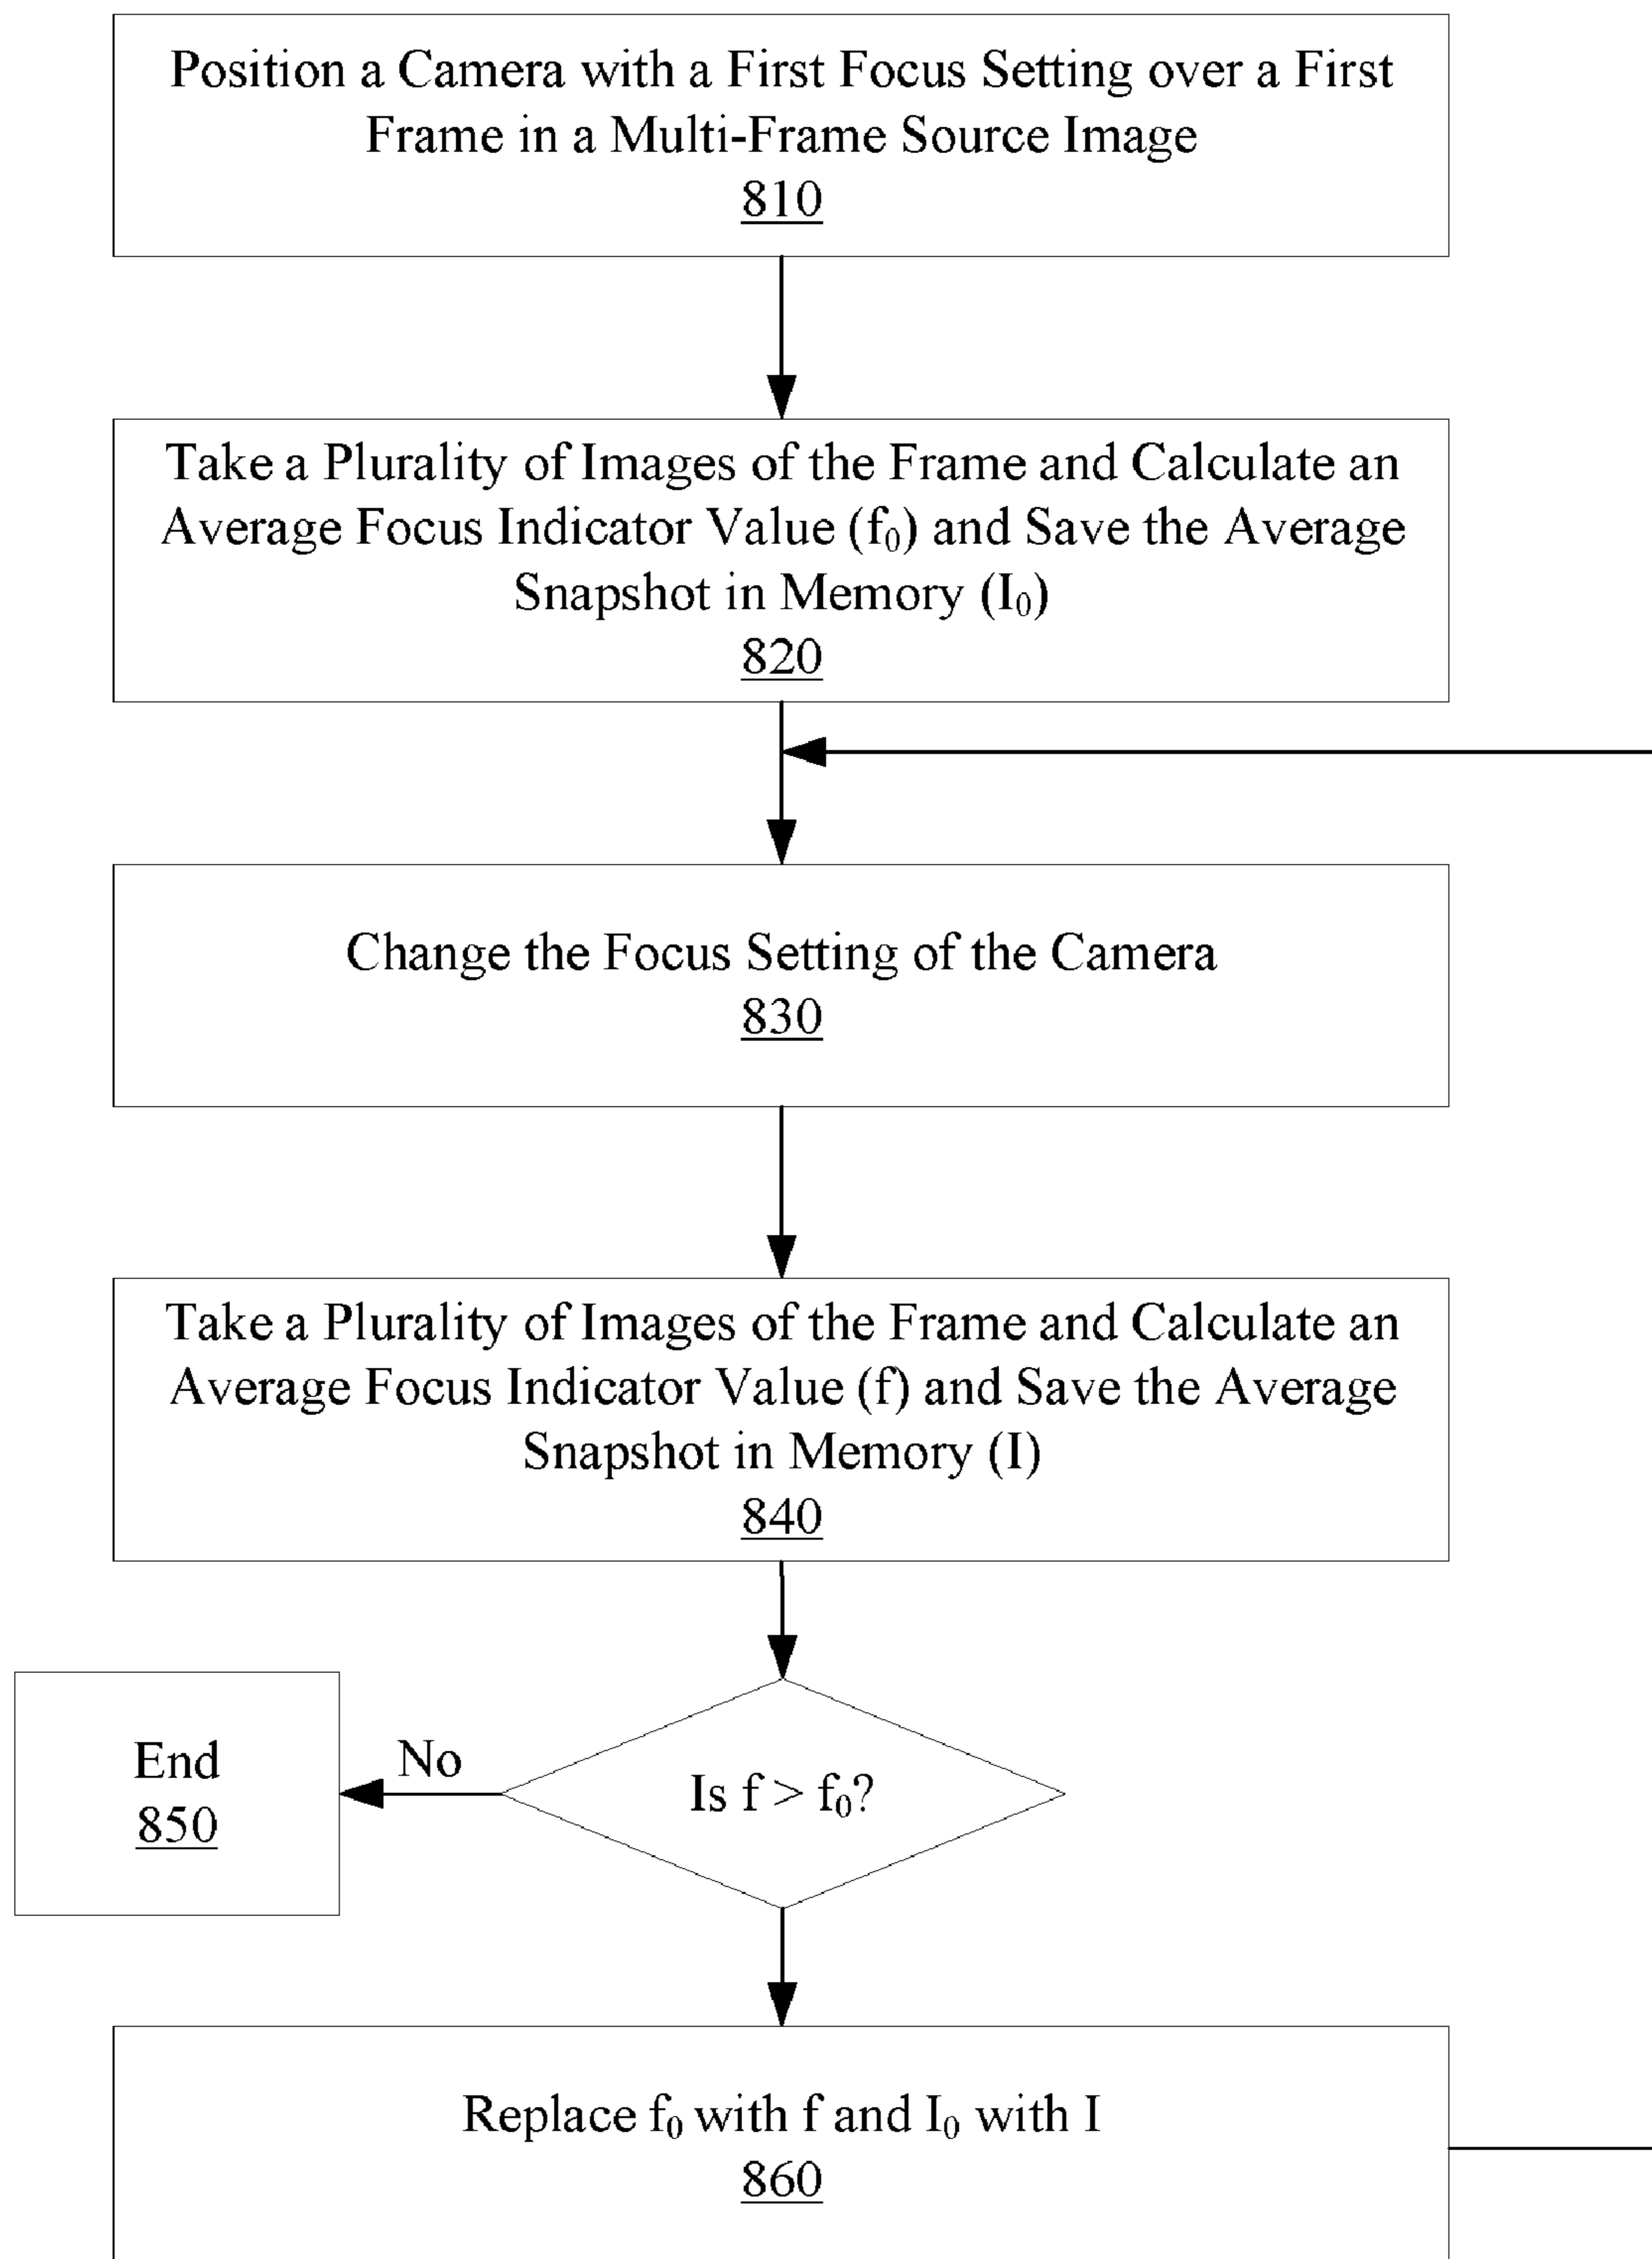 Position a Camera with a First Focus Setting over a First
Frame in a Multi-Frame Source Image
810
Take a Plurality of Images of the Frame and Calculate an
Average Focus Indicator Value (f₀) and Save the Average
Snapshot in Memory (I₀)
820
Change the Focus Setting of the Camera
830
Take a Plurality of Images of the Frame and Calculate an
Average Focus Indicator Value (f) and Save the Average
Snapshot in Memory (I)
840
End
850
No
Is f > f₀?
Replace f₀ with f and I₀ with I
860